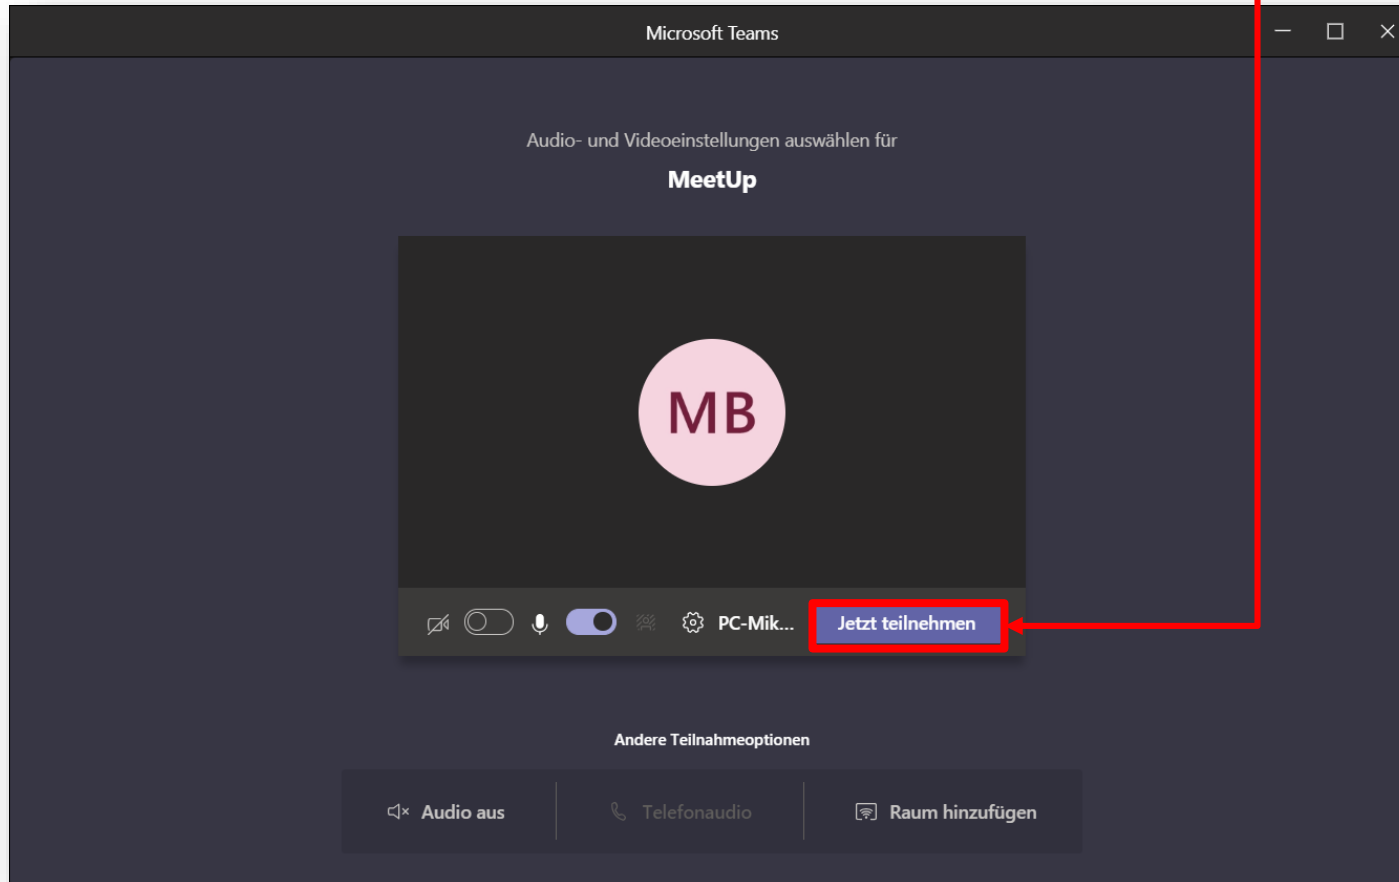 Microsoft Teams
Audio- und Videoeinstellungen auswählen für
MeetUp
MB
PC-Mik...
Jetzt teilnehmen
Andere Teilnahmeoptionen
Audio aus
Telefonaudio
Raum hinzufügen